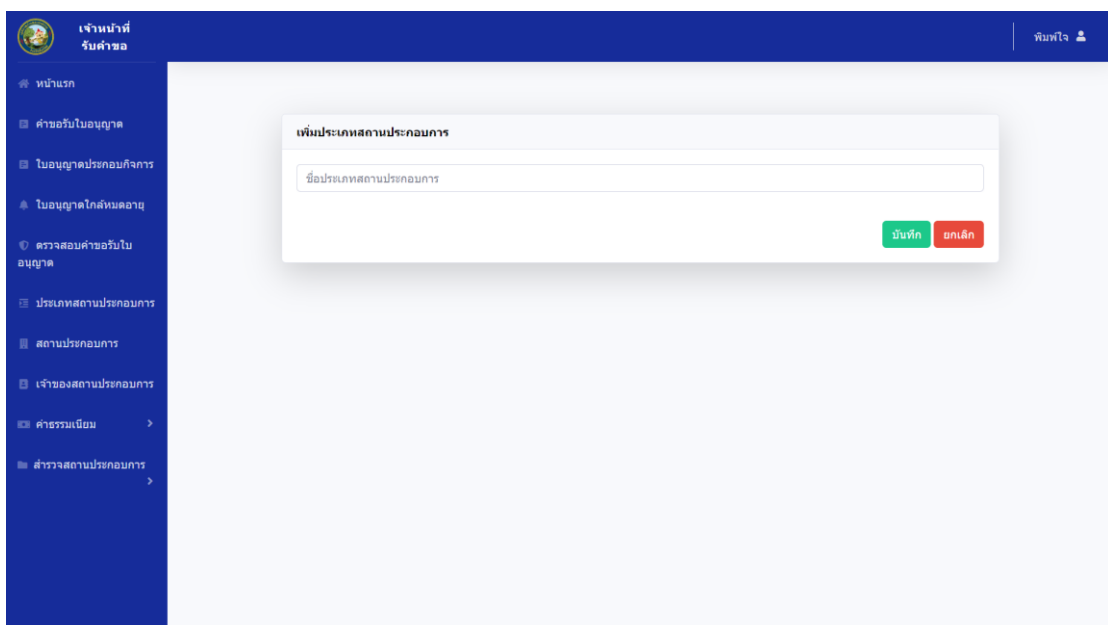 เจ้าหน้าที่
รับคำขอ
พิมพ์ใจ
หน้าแรก
คำขอรับใบอนุญาต
ใบอนุญาตประกอบกิจการ
ใบอนุญาตใกล้หมดอายุ
ตรวจสอบคำขอรับใบ
อนุญาต
ประเภทสถานประกอบการ
สถานประกอบการ
เจ้าของสถานประกอบการ
ค่าธรรมเนียม
สำรวจสถานประกอบการ
เพิ่มประเภทสถานประกอบการ
ชื่อประเภทสถานประกอบการ
บันทึก ยกเลิก